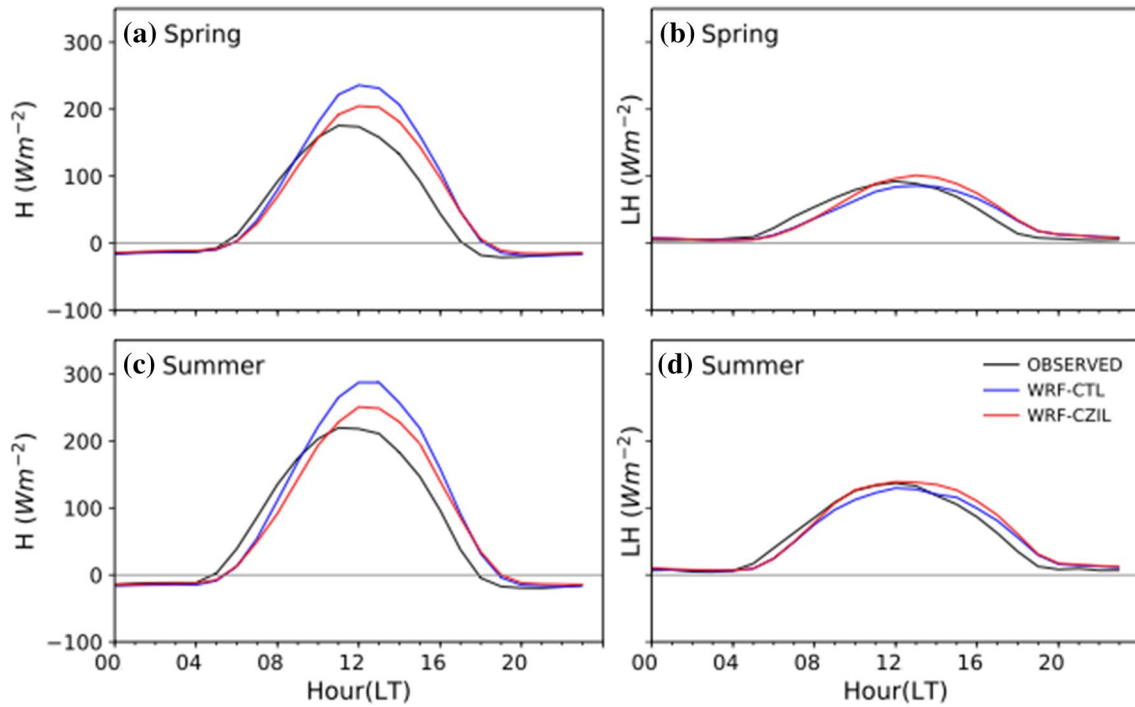 (a) Spring
(b) Spring
300
200
100
0
−100
H (Wm⁻²)
LH (Wm⁻²)
(c) Summer
(d) Summer
OBSERVED
WRF-CTL
WRF-CZIL
300
200
100
0
−100
H (Wm⁻²)
LH (Wm⁻²)
00 04 08 12 16 20
00 04 08 12 16 20
Hour(LT)
Hour(LT)